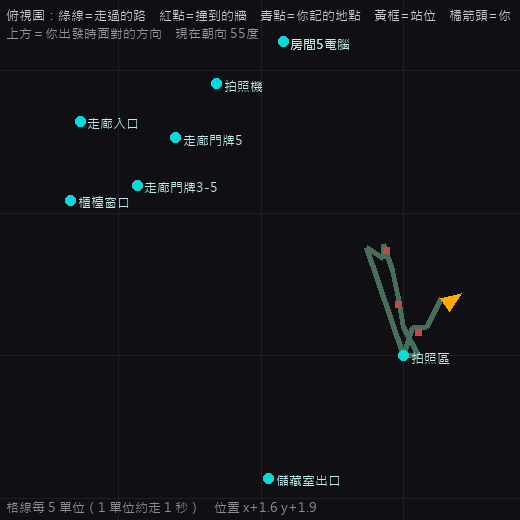 俯視圖：綠線=走過的路　紅點=撞到的牆　青點=你記的地點　黃框=站位　橘箭頭=你
上方=你出發時面對的方向　現在朝向 55度
房間5電腦
拍照機
走廊入口
走廊門牌5
走廊門牌3-5
櫃檯窗口
拍照區
儲藏室出口
格線每 5 單位（1 單位約走 1 秒）　位置 x+1.6 y+1.9